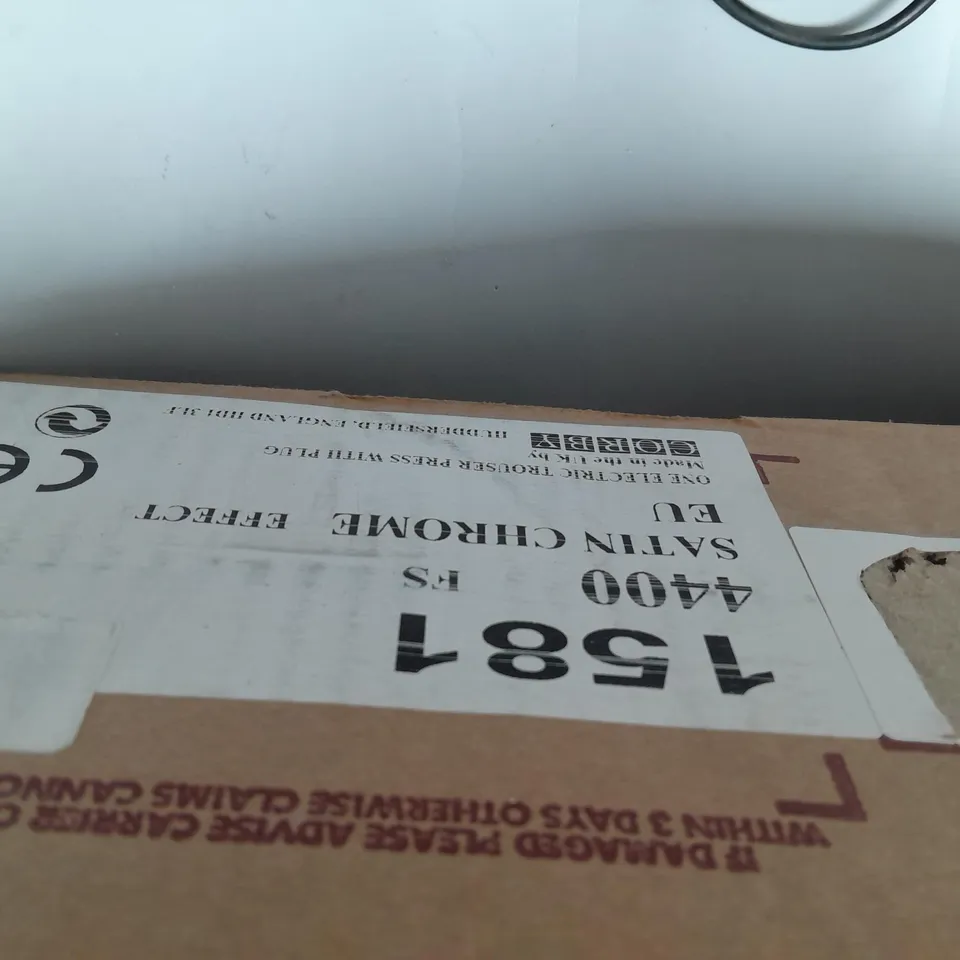 IF DAMAGED PLEASE ADVISE CARRIER
WITHIN 3 DAYS OTHERWISE CLAIMS
1581
4400 FS
SATIN CHROME EFFECT
EU
ONE ELECTRIC TROUSER PRESS WITH PLUG
Made in the UK by
CORBY HUDDERSFIELD, ENGLAND HD1 3LF
CE